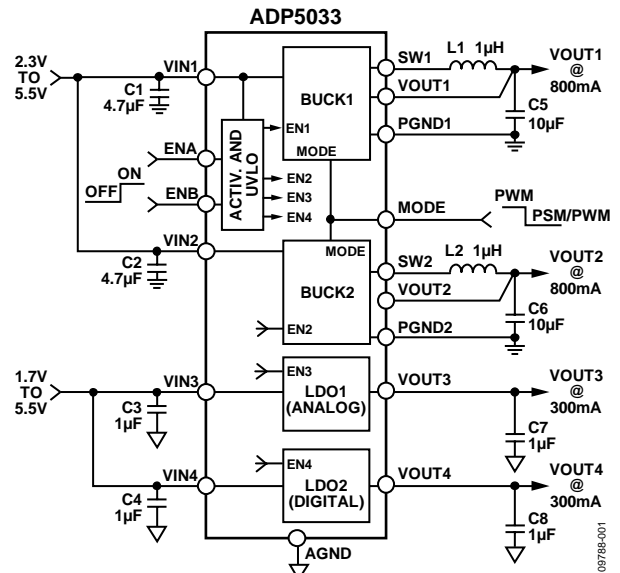 ADP5033
2.3V
TO
5.5V
VIN1
C1
4.7µF
SW1
L1 1µH
VOUT1
@
800mA
BUCK1
VOUT1
C5
10µF
EN1
PGND1
MODE
ENA
ACTIV. AND
UVLO
ON
OFF
EN2
EN3
EN4
ENB
MODE
PWM
PSM/PWM
VIN2
C2
4.7µF
MODE
SW2
L2 1µH
VOUT2
@
800mA
BUCK2
VOUT2
C6
10µF
EN2
PGND2
1.7V
TO
5.5V
VIN3
C3
1µF
EN3
LDO1
(ANALOG)
VOUT3
VOUT3
@
300mA
C7
1µF
VIN4
C4
1µF
EN4
LDO2
(DIGITAL)
VOUT4
VOUT4
@
300mA
C8
1µF
AGND
09788-001